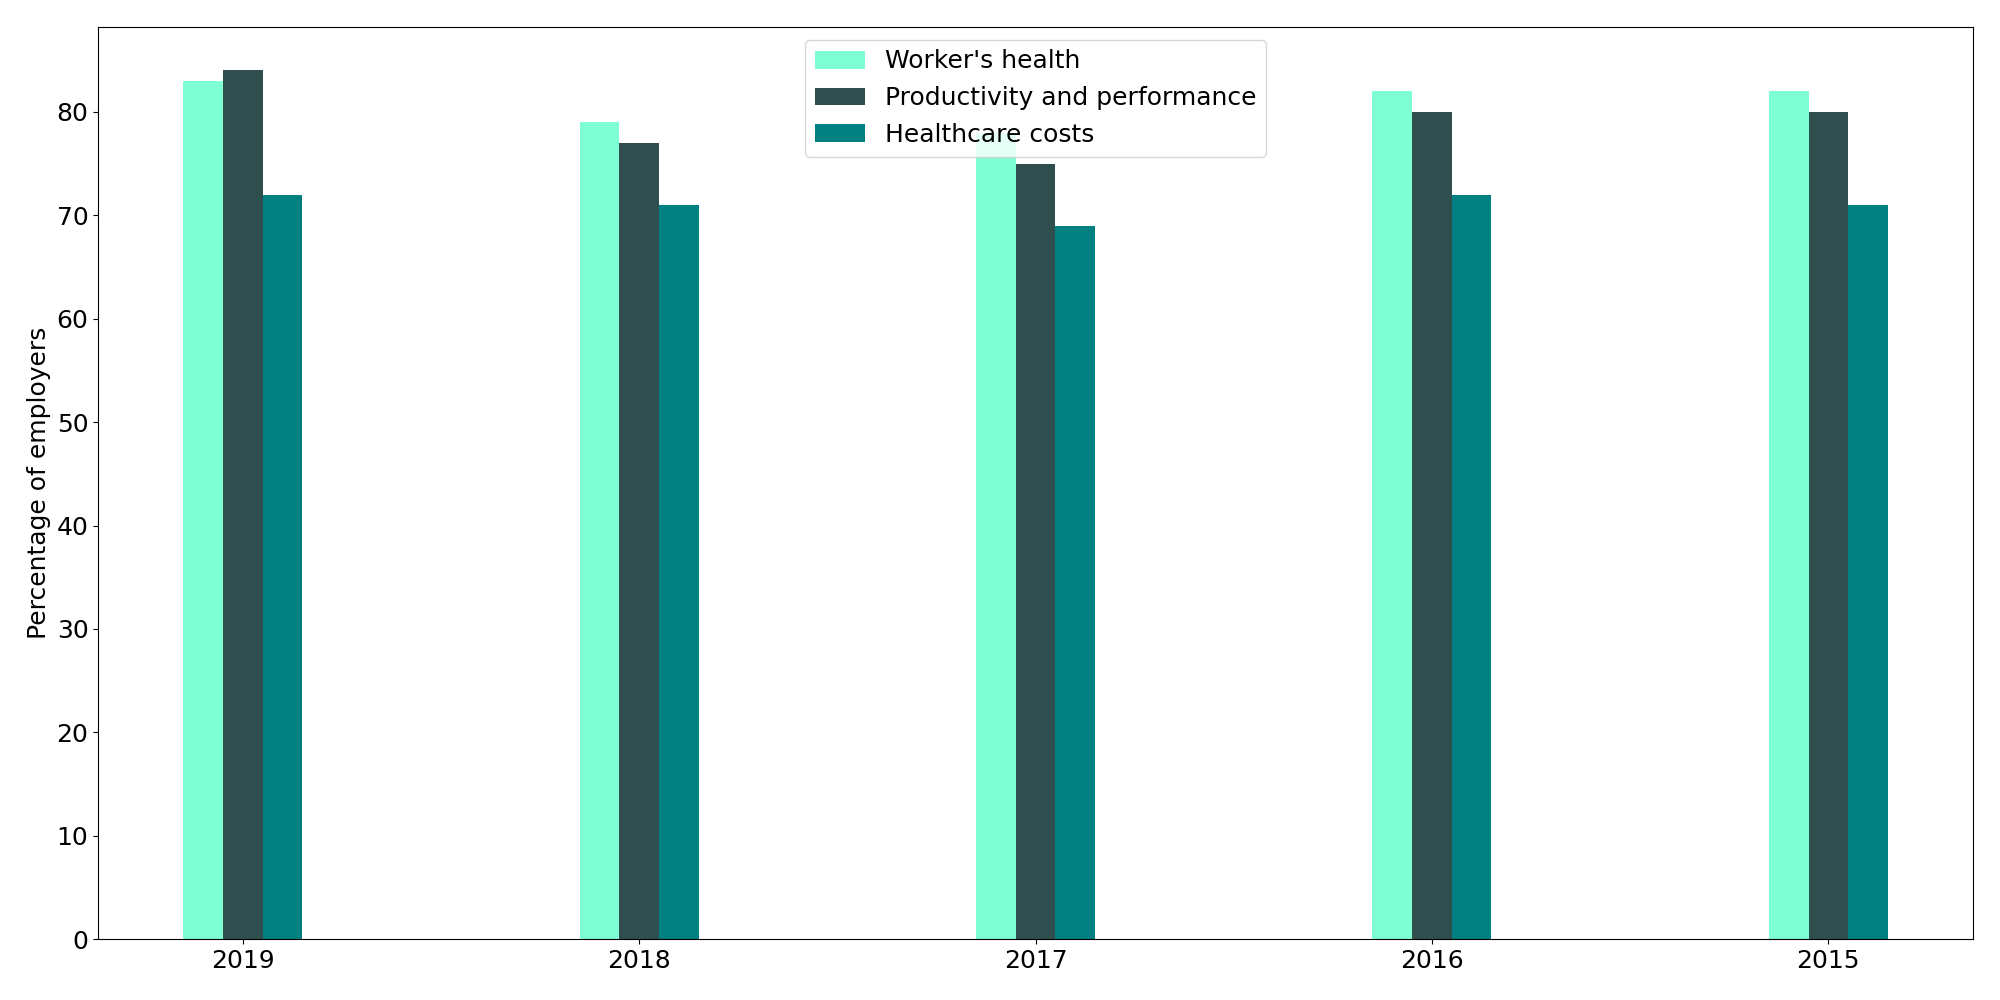 Worker's health
Productivity and performance
Healthcare costs
Percentage of employers
80
70
60
50
40
30
20
10
0
2019 2018 2017 2016 2015